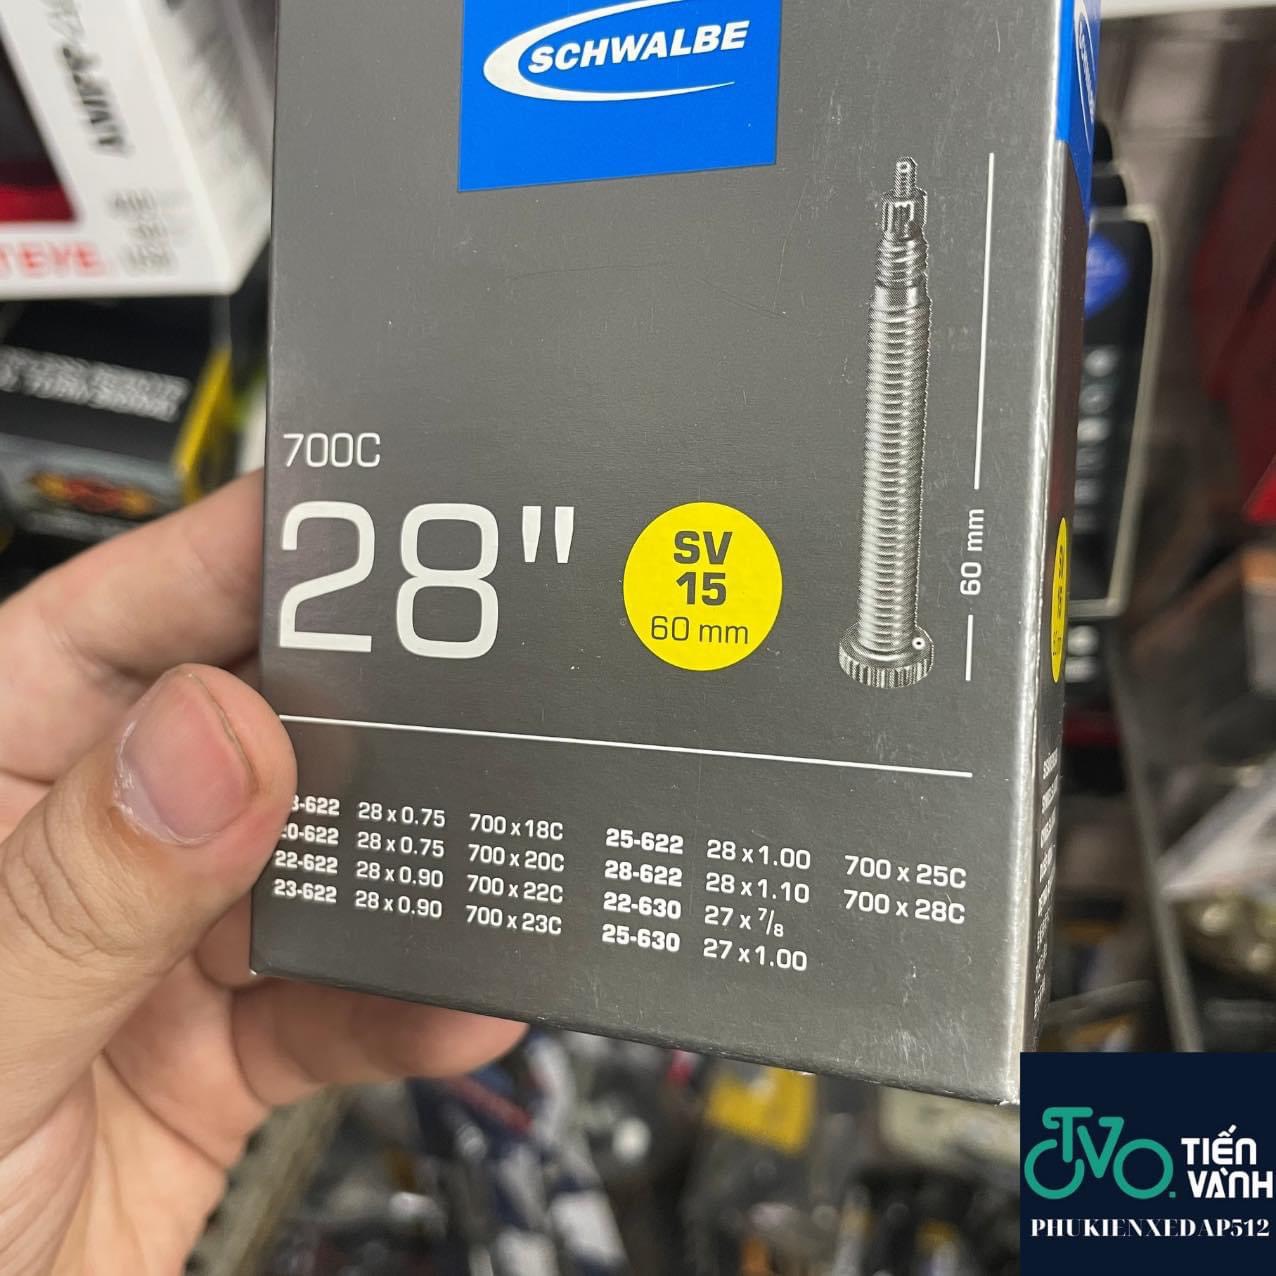 SCHWALBE
700C
28"
SV
15
60 mm
60 mm
28 x 0.75 700 x 18C
28 x 0.75 700 x 20C
22-622 28 x 0.90 700 x 22C
23-622 28 x 0.90 700 x 23C
25-622 28 x 1.00 700 x 25C
28-622 28 x 1.10 700 x 28C
22-630 27 x 7/8
25-630 27 x 1.00
TVO.
TIẾN
VÀNH
PHUKIENXEDAP512